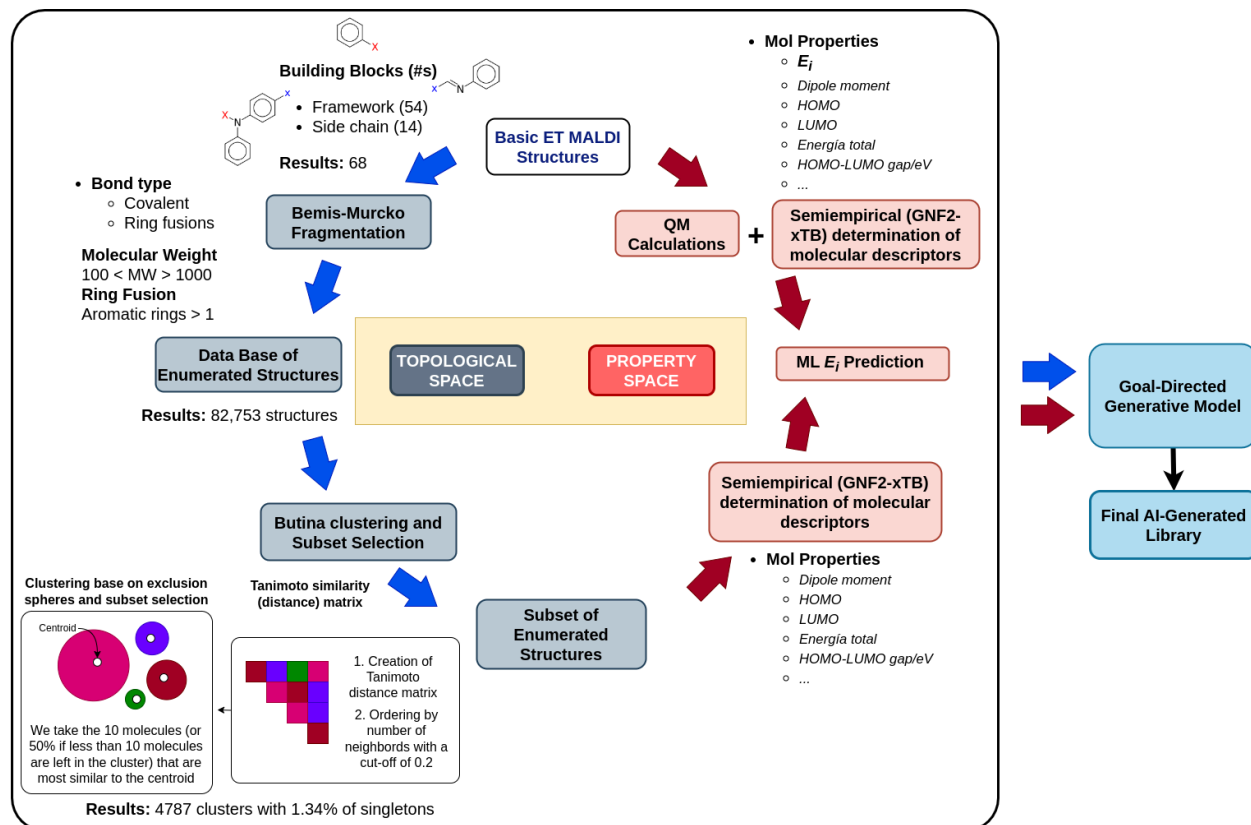 X
Building Blocks (#s)
X
N
X
X
N
• Framework (54)
• Side chain (14)
Results: 68
Basic ET MALDI
Structures
• Mol Properties
◦ Ei
◦ Dipole moment
◦ HOMO
◦ LUMO
◦ Energía total
◦ HOMO-LUMO gap/eV
◦ ...
• Bond type
◦ Covalent
◦ Ring fusions
Molecular Weight
100 < MW > 1000
Ring Fusion
Aromatic rings > 1
Bemis-Murcko
Fragmentation
QM
Calculations
+
Semiempirical (GNF2-
xTB) determination of
molecular descriptors
Data Base of
Enumerated Structures
Results: 82,753 structures
TOPOLOGICAL
SPACE
PROPERTY
SPACE
ML Ei Prediction
Goal-Directed
Generative Model
Final AI-Generated
Library
Butina clustering and
Subset Selection
Semiempirical (GNF2-xTB)
determination of molecular
descriptors
• Mol Properties
◦ Dipole moment
◦ HOMO
◦ LUMO
◦ Energía total
◦ HOMO-LUMO gap/eV
◦ ...
Subset of
Enumerated
Structures
Clustering base on exclusion
spheres and subset selection
Centroid
We take the 10 molecules (or
50% if less than 10 molecules
are left in the cluster) that are
most similar to the centroid
Tanimoto similarity
(distance) matrix
1. Creation of
Tanimoto
distance matrix
2. Ordering by
number of
neighbords with a
cut-off of 0.2
Results: 4787 clusters with 1.34% of singletons